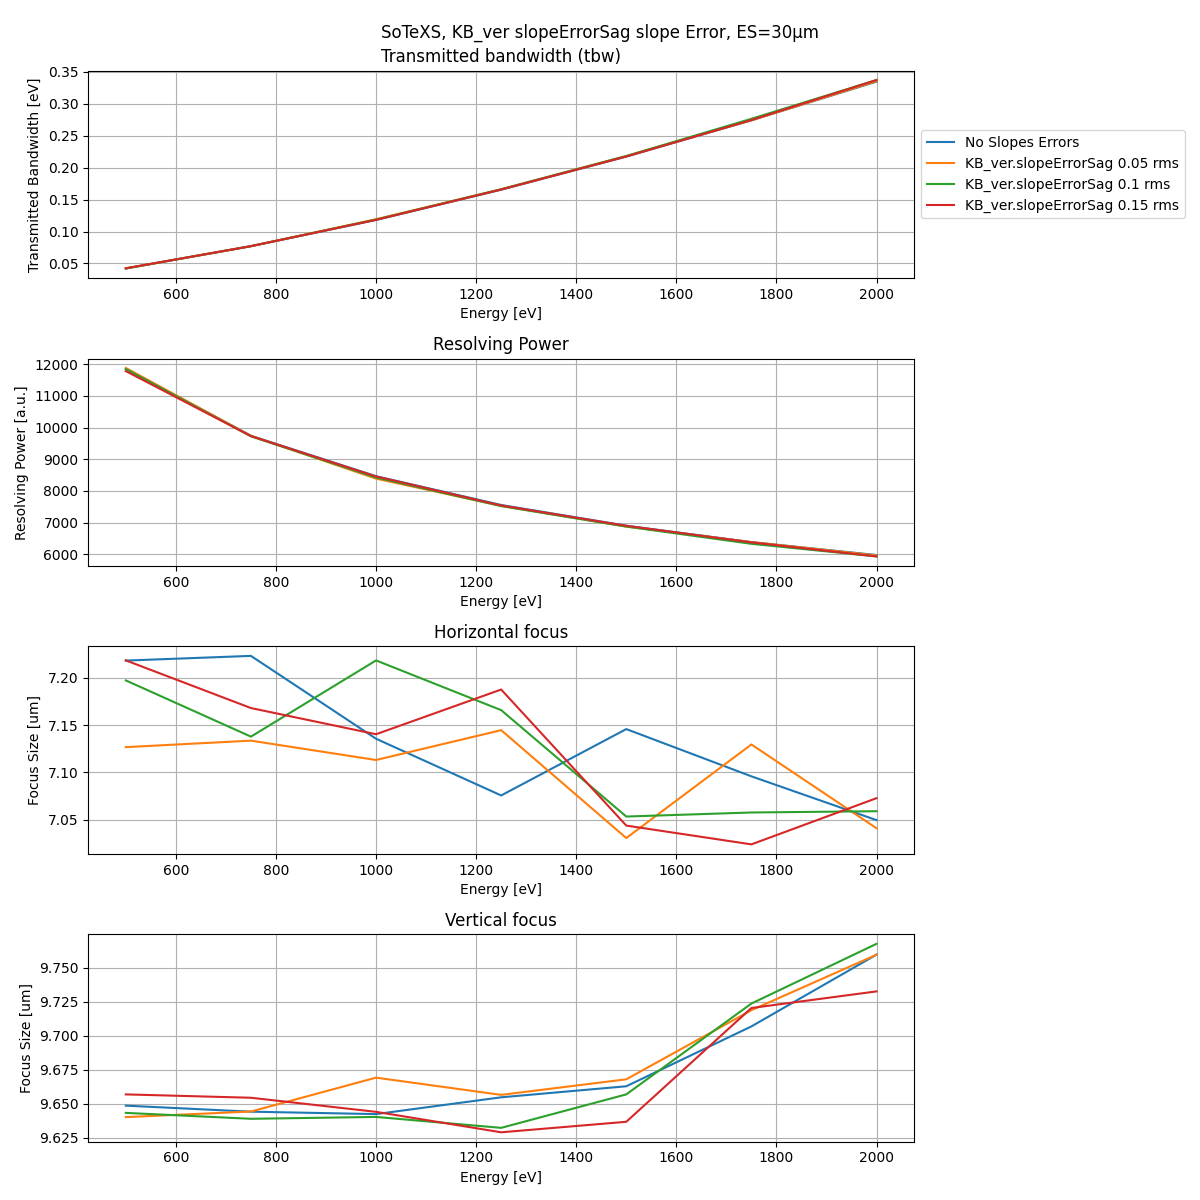 SoTeXS, KB_ver slopeErrorSag slope Error, ES=30µm
Transmitted bandwidth (tbw)
0.35
0.30
0.25
0.20
0.15
0.10
0.05
Transmitted Bandwidth [eV]
600 800 1000 1200 1400 1600 1800 2000
Energy [eV]
No Slopes Errors
KB_ver.slopeErrorSag 0.05 rms
KB_ver.slopeErrorSag 0.1 rms
KB_ver.slopeErrorSag 0.15 rms
Resolving Power
12000
11000
10000
9000
8000
7000
6000
Resolving Power [a.u.]
600 800 1000 1200 1400 1600 1800 2000
Energy [eV]
Horizontal focus
7.20
7.15
7.10
7.05
Focus Size [um]
600 800 1000 1200 1400 1600 1800 2000
Energy [eV]
Vertical focus
9.750
9.725
9.700
9.675
9.650
9.625
Focus Size [um]
600 800 1000 1200 1400 1600 1800 2000
Energy [eV]